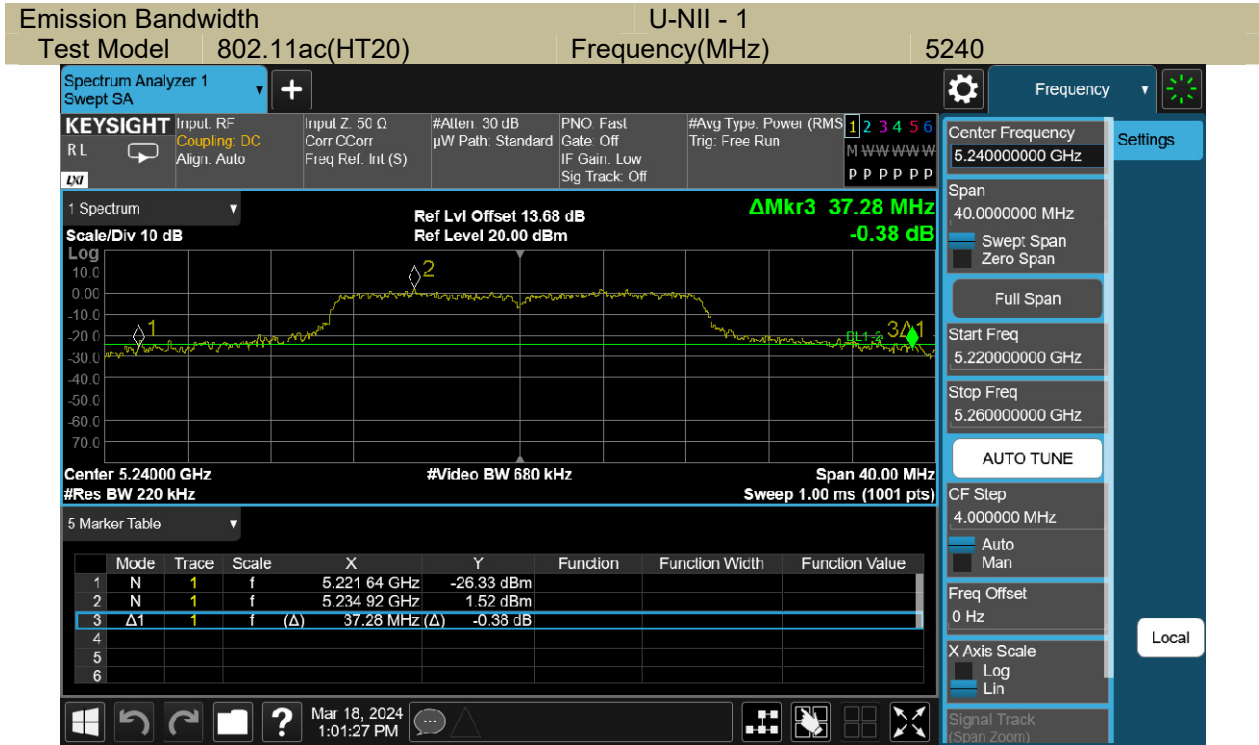 Emission Bandwidth U-NII - 1
Test Model 802.11ac(HT20) Frequency(MHz) 5240
Spectrum Analyzer 1
Swept SA
Frequency
KEYSIGHT
R L
LXI
Input: RF
Coupling: DC
Align: Auto
Input Z: 50 Ω
Corr CCorr
Freq Ref: Int (S)
#Atten: 30 dB
µW Path: Standard
PNO: Fast
Gate: Off
IF Gain: Low
Sig Track: Off
#Avg Type: Power (RMS
Trig: Free Run
1 2 3 4 5 6
M W W W W W
P P P P P P
1 Spectrum
Scale/Div 10 dB
Ref Lvl Offset 13.68 dB
Ref Level 20.00 dBm
ΔMkr3 37.28 MHz
-0.38 dB
Log
10.0
0.00
-10.0
-20.0
-30.0
-40.0
-50.0
-60.0
70.0
1
2
3Δ1
Center 5.24000 GHz
#Video BW 680 kHz
Span 40.00 MHz
#Res BW 220 kHz
Sweep 1.00 ms (1001 pts)
5 Marker Table
Mode Trace Scale X Y Function Function Width Function Value
1 N 1 f 5.221 64 GHz -26.33 dBm
2 N 1 f 5.234 92 GHz 1.52 dBm
3 Δ1 1 f (Δ) 37.28 MHz (Δ) -0.38 dB
4
5
6
Mar 18, 2024
1:01:27 PM
Center Frequency
5.240000000 GHz
Settings
Span
40.0000000 MHz
Swept Span
Zero Span
Full Span
Start Freq
5.220000000 GHz
Stop Freq
5.260000000 GHz
AUTO TUNE
CF Step
4.000000 MHz
Auto
Man
Freq Offset
0 Hz
X Axis Scale
Log
Lin
Local
Signal Track
(Span Zoom)